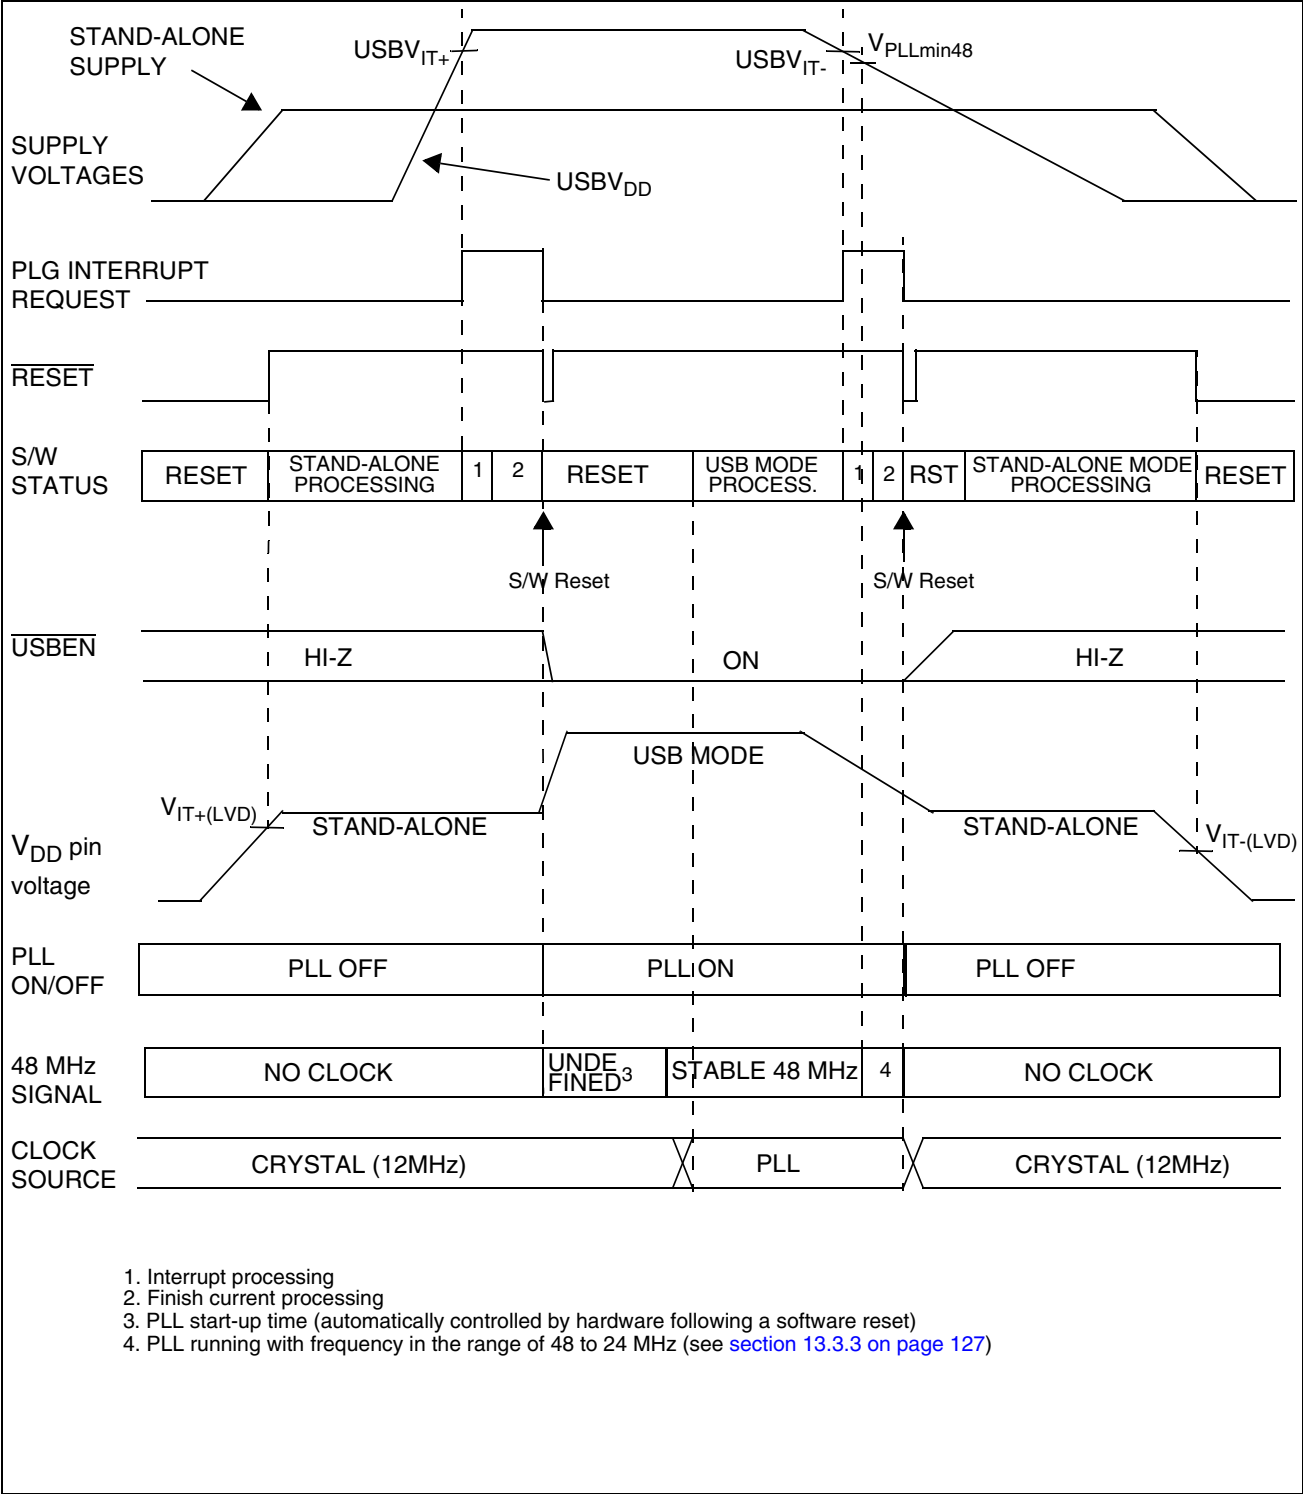 STAND-ALONE
SUPPLY
USBVIT+
USBVIT-
VPLLmin48
SUPPLY
VOLTAGES
USBVDD
PLG INTERRUPT
REQUEST
RESET
S/W
STATUS
RESET
STAND-ALONE
PROCESSING
1
2
RESET
USB MODE
PROCESS.
1
2
RST
STAND-ALONE MODE
PROCESSING
RESET
S/W Reset
S/W Reset
USBEN
HI-Z
ON
HI-Z
USB MODE
VIT+(LVD)
STAND-ALONE
STAND-ALONE
VIT-(LVD)
VDD pin
voltage
PLL
ON/OFF
PLL OFF
PLL ON
PLL OFF
48 MHz
SIGNAL
NO CLOCK
UNDE
FINED3
STABLE 48 MHz
4
NO CLOCK
CLOCK
SOURCE
CRYSTAL (12MHz)
PLL
CRYSTAL (12MHz)
1. Interrupt processing
2. Finish current processing
3. PLL start-up time (automatically controlled by hardware following a software reset)
4. PLL running with frequency in the range of 48 to 24 MHz (see section 13.3.3 on page 127)